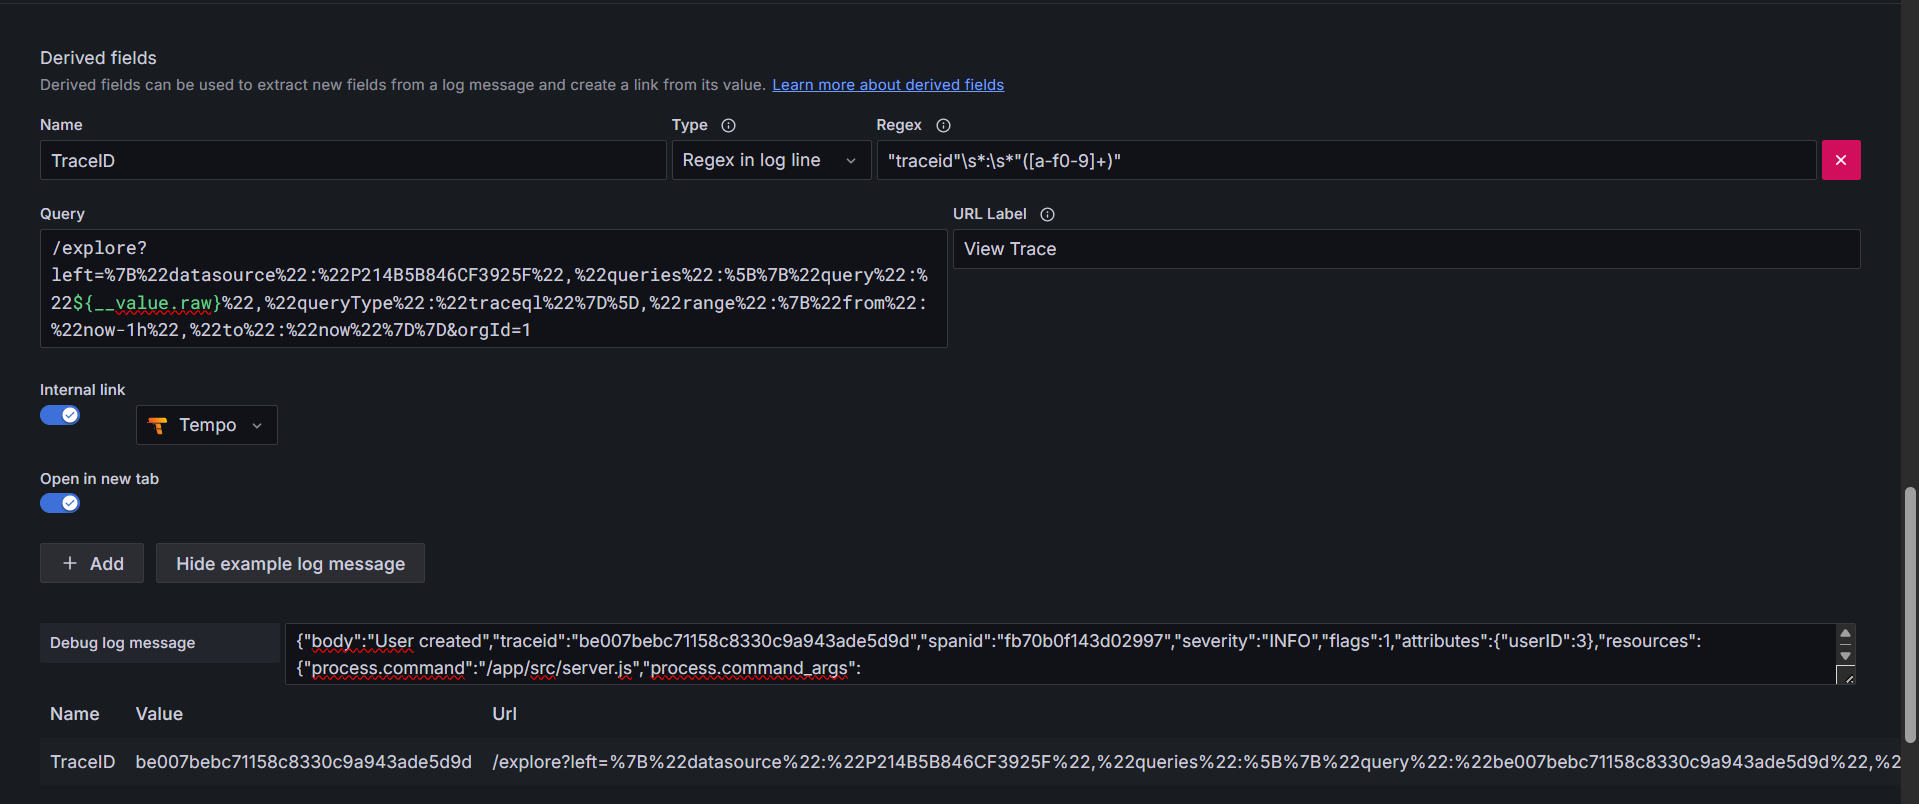 Derived fields
Derived fields can be used to extract new fields from a log message and create a link from its value. Learn more about derived fields
Name
Type
Regex
TraceID
Regex in log line
"traceid"\s*:\s*"([a-f0-9]+)"
Query
URL Label
/explore?
left=%7B%22datasource%22:%22P214B5B846CF3925F%22,%22queries%22:%5B%7B%22query%22:%
22${__value.raw}%22,%22queryType%22:%22traceql%22%7D%5D,%22range%22:%7B%22from%22:
%22now-1h%22,%22to%22:%22now%22%7D%7D&orgId=1
View Trace
Internal link
Tempo
Open in new tab
+ Add
Hide example log message
Debug log message
{"body":"User created","traceid":"be007bebc71158c8330c9a943ade5d9d","spanid":"fb70b0f143d02997","severity":"INFO","flags":1,"attributes":{"userID":3},"resources":
{"process.command":"/app/src/server.js","process.command_args":
Name
Value
Url
TraceID
be007bebc71158c8330c9a943ade5d9d
/explore?left=%7B%22datasource%22:%22P214B5B846CF3925F%22,%22queries%22:%5B%7B%22query%22:%22be007bebc71158c8330c9a943ade5d9d%22,%2